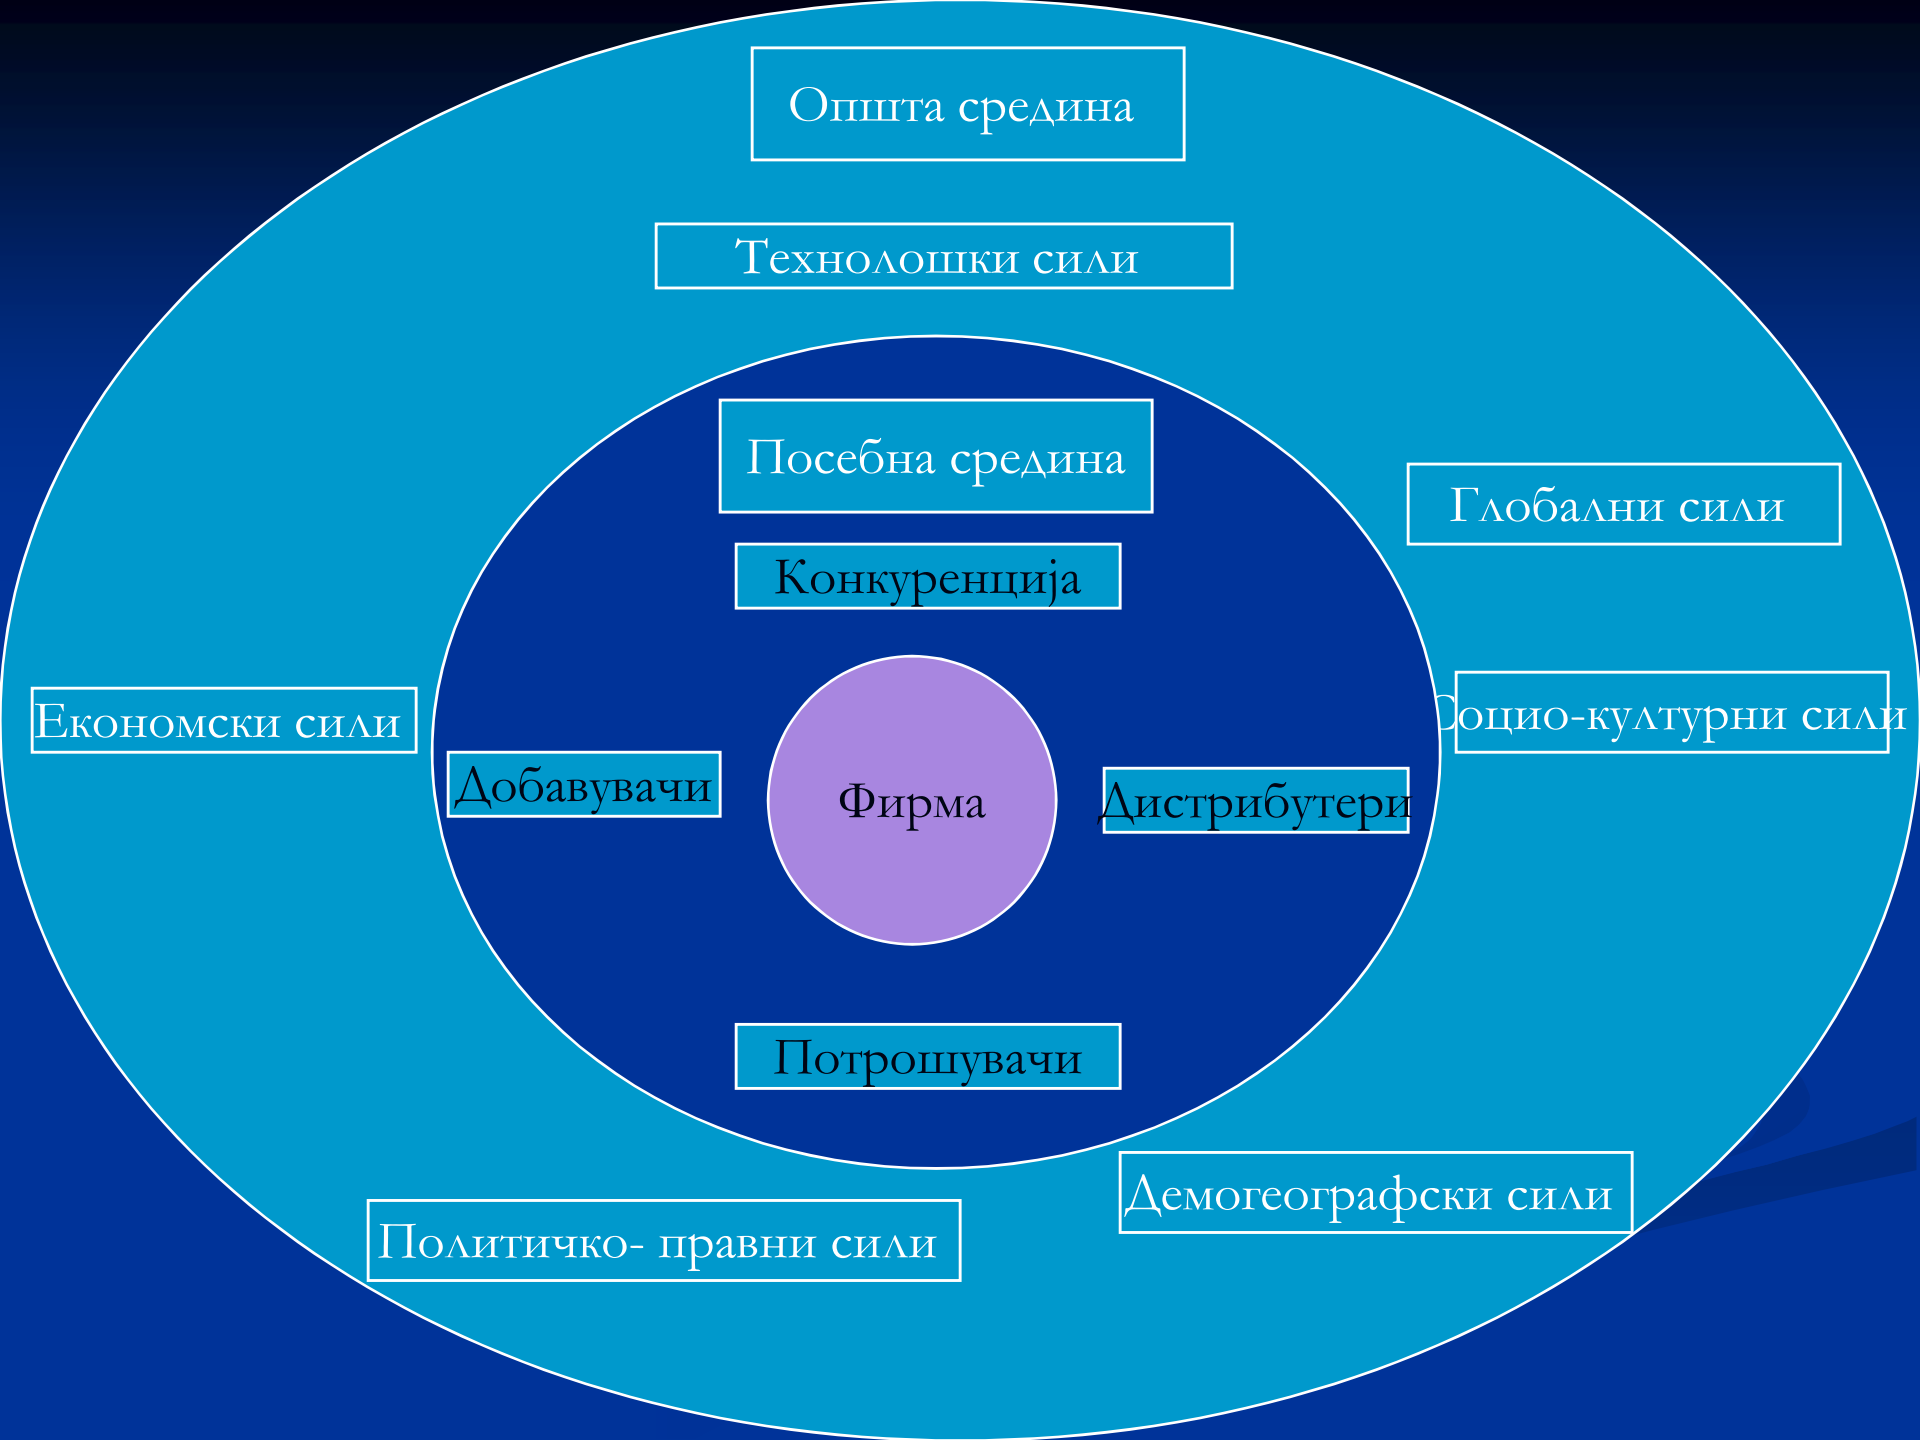 Општа средина
Технолошки сили
Посебна средина
Глобални сили
Конкуренција
Економски сили
Социо-културни сили
Добавувачи
Фирма
Дистрибутери
Потрошувачи
Демогеографски сили
Политичко- правни сили